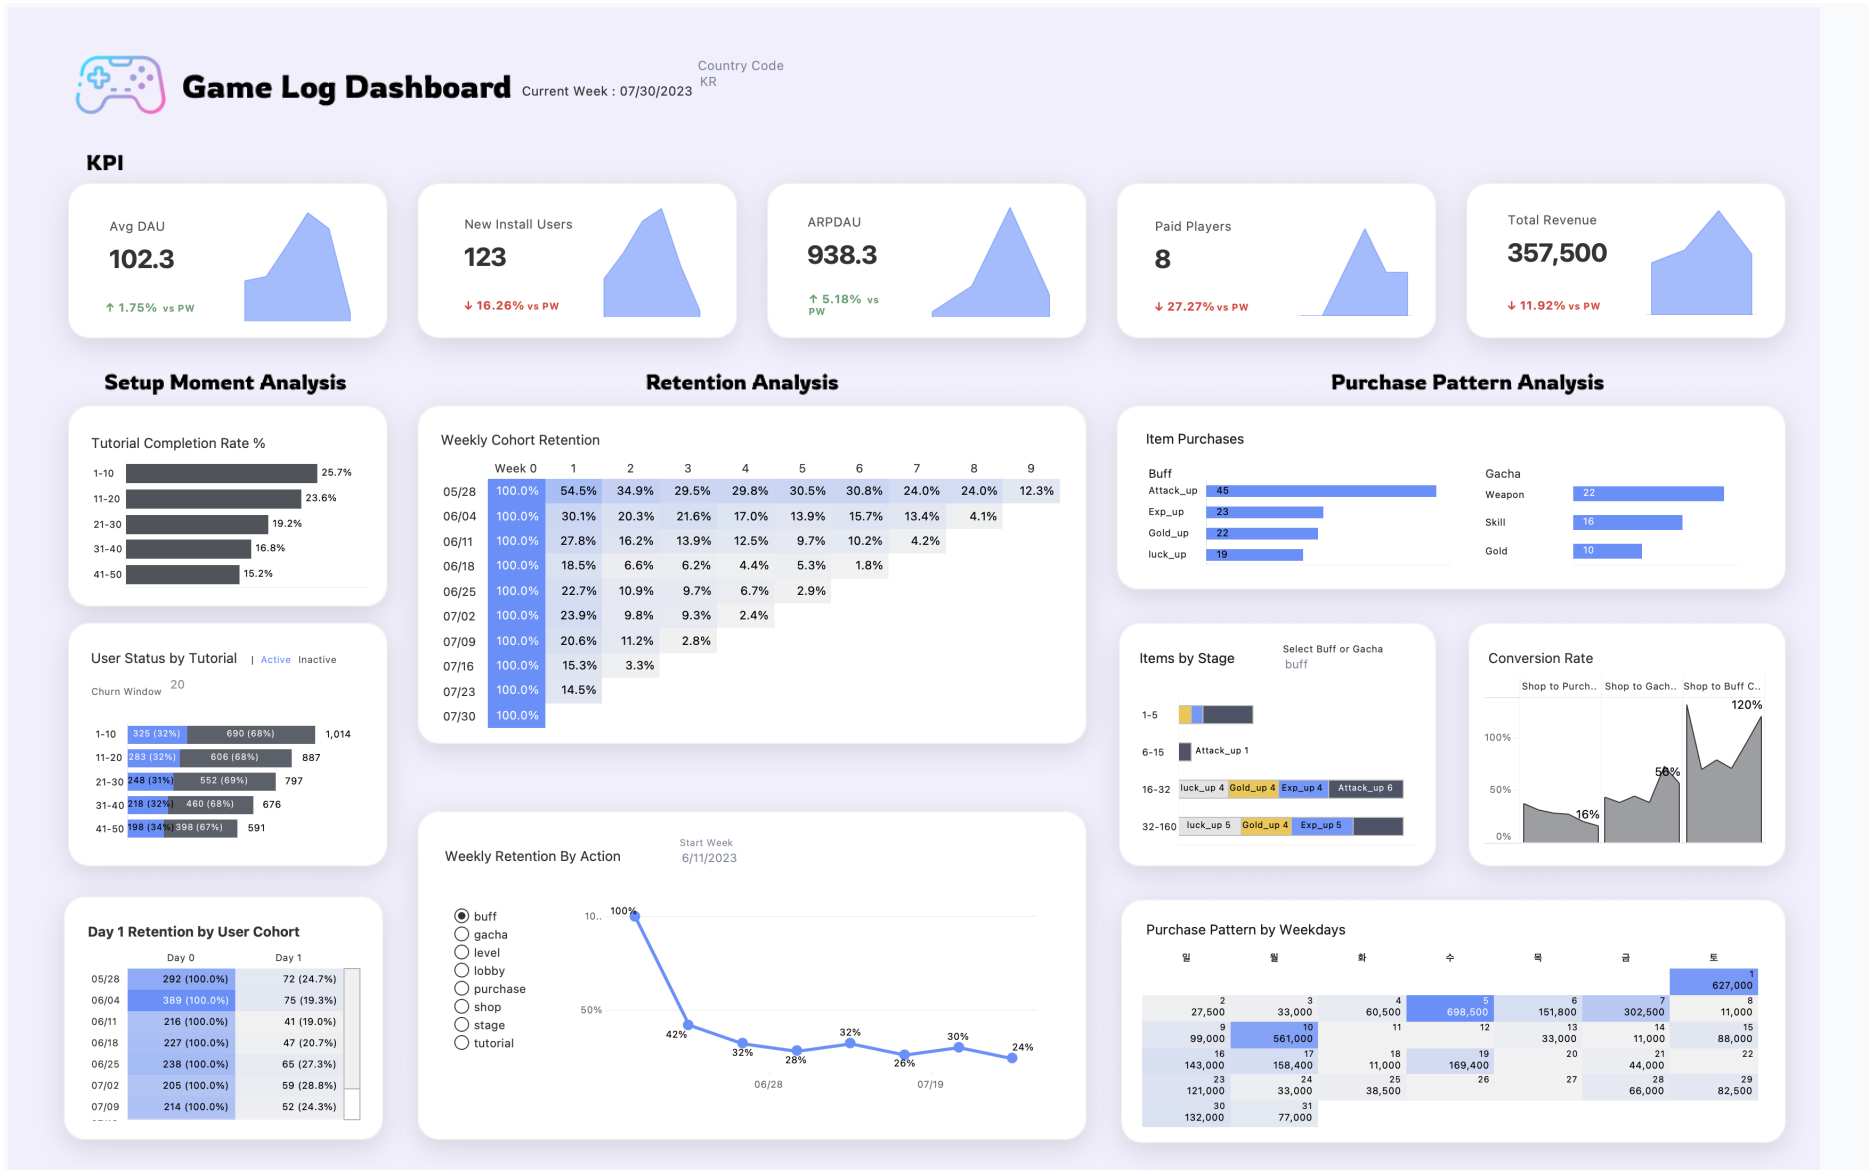 Game Log Dashboard
Current Week : 07/30/2023
Country Code
KR
KPI
Avg DAU
102.3
↑ 1.75% vs PW
New Install Users
123
↓ 16.26% vs PW
ARPDAU
938.3
↑ 5.18% vs
PW
Paid Players
8
↓ 27.27% vs PW
Total Revenue
357,500
↓ 11.92% vs PW
Setup Moment Analysis
Tutorial Completion Rate %
1-10 25.7%
11-20 23.6%
21-30 19.2%
31-40 16.8%
41-50 15.2%
User Status by Tutorial | Active Inactive
Churn Window 20
1-10 325 (32%) 690 (68%) 1,014
11-20 283 (32%) 606 (68%) 887
21-30 248 (31%) 552 (69%) 797
31-40 218 (32%) 460 (68%) 676
41-50 198 (34%) 398 (67%) 591
Day 1 Retention by User Cohort
Day 0 Day 1
05/28 292 (100.0%) 72 (24.7%)
06/04 389 (100.0%) 75 (19.3%)
06/11 216 (100.0%) 41 (19.0%)
06/18 227 (100.0%) 47 (20.7%)
06/25 238 (100.0%) 65 (27.3%)
07/02 205 (100.0%) 59 (28.8%)
07/09 214 (100.0%) 52 (24.3%)
Retention Analysis
Weekly Cohort Retention
Week 0 1 2 3 4 5 6 7 8 9
05/28 100.0% 54.5% 34.9% 29.5% 29.8% 30.5% 30.8% 24.0% 24.0% 12.3%
06/04 100.0% 30.1% 20.3% 21.6% 17.0% 13.9% 15.7% 13.4% 4.1%
06/11 100.0% 27.8% 16.2% 13.9% 12.5% 9.7% 10.2% 4.2%
06/18 100.0% 18.5% 6.6% 6.2% 4.4% 5.3% 1.8%
06/25 100.0% 22.7% 10.9% 9.7% 6.7% 2.9%
07/02 100.0% 23.9% 9.8% 9.3% 2.4%
07/09 100.0% 20.6% 11.2% 2.8%
07/16 100.0% 15.3% 3.3%
07/23 100.0% 14.5%
07/30 100.0%
Weekly Retention By Action
Start Week
6/11/2023
buff
gacha
level
lobby
purchase
shop
stage
tutorial
10..
50%
100%
42%
32%
28%
32%
26%
30%
24%
06/28 07/19
Purchase Pattern Analysis
Item Purchases
Buff
Attack_up 45
Exp_up 23
Gold_up 22
luck_up 19
Gacha
Weapon 22
Skill 16
Gold 10
Items by Stage
Select Buff or Gacha
buff
1-5
6-15 Attack_up 1
16-32 luck_up 4 Gold_up 4 Exp_up 4 Attack_up 6
32-160 luck_up 5 Gold_up 4 Exp_up 5
Conversion Rate
Shop to Purch.. Shop to Gach.. Shop to Buff C..
100%
50%
0%
16%
56%
120%
Purchase Pattern by Weekdays
일 월 화 수 목 금 토
1
627,000
2 3 4 5 6 7 8
27,500 33,000 60,500 698,500 151,800 302,500 11,000
9 10 11 12 13 14 15
99,000 561,000 33,000 11,000 88,000
16 17 18 19 20 21 22
143,000 158,400 11,000 169,400 44,000
23 24 25 26 27 28 29
121,000 33,000 38,500 66,000 82,500
30 31
132,000 77,000